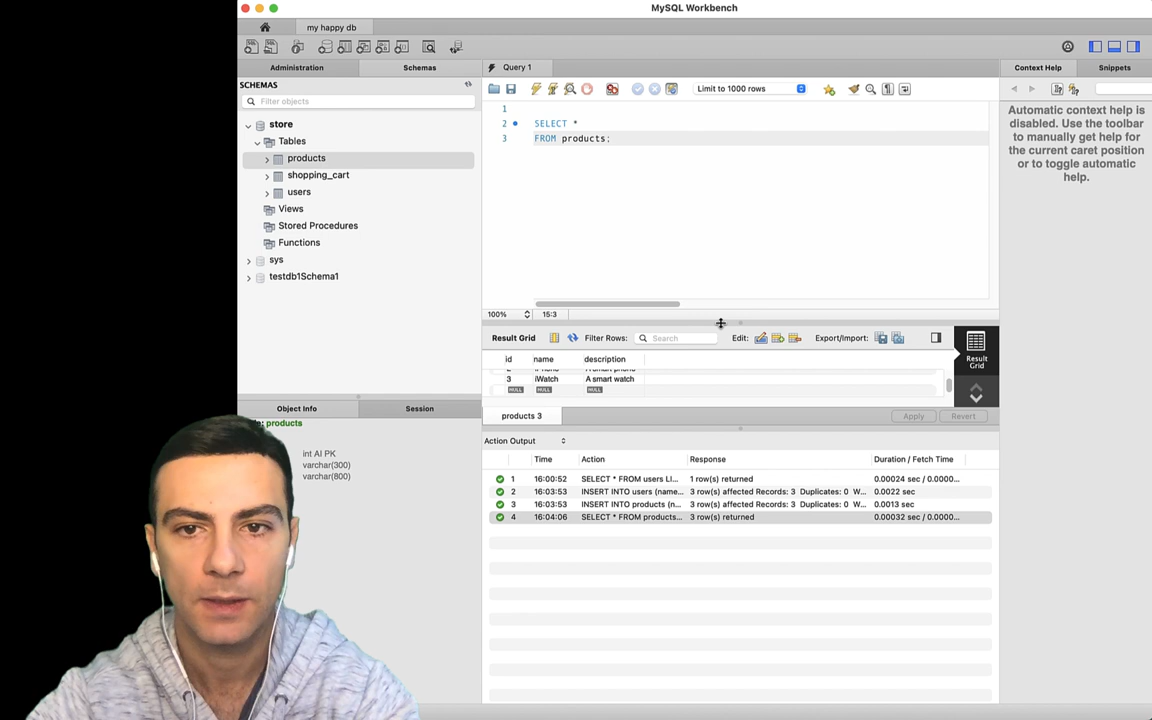 MySQL Workbench
my happy db
Administration
Schemas
Query 1
Context Help
Snippets
SCHEMAS
Filter objects
Limit to 1000 rows
store
Tables
products
shopping_cart
users
Views
Stored Procedures
Functions
sys
testdb1Schema1
1
2 SELECT *
3 FROM products;
Automatic context help is
disabled. Use the toolbar
to manually get help for
the current caret position
or to toggle automatic
help.
100%
15:3
Result Grid
Filter Rows:
Search
Edit:
Export/Import:
Result
Grid
id name description
3 iWatch A smart watch
NULL NULL NULL
products 3
Apply
Revert
Object Info
Session
products
int AI PK
varchar(300)
varchar(800)
Action Output
Time Action Response Duration / Fetch Time
1 16:00:52 SELECT * FROM users LI... 1 row(s) returned 0.00024 sec / 0.0000...
2 16:03:53 INSERT INTO users (name... 3 row(s) affected Records: 3 Duplicates: 0 W... 0.0022 sec
3 16:03:53 INSERT INTO products (n... 3 row(s) affected Records: 3 Duplicates: 0 W... 0.0013 sec
4 16:04:06 SELECT * FROM products... 3 row(s) returned 0.00032 sec / 0.0000...